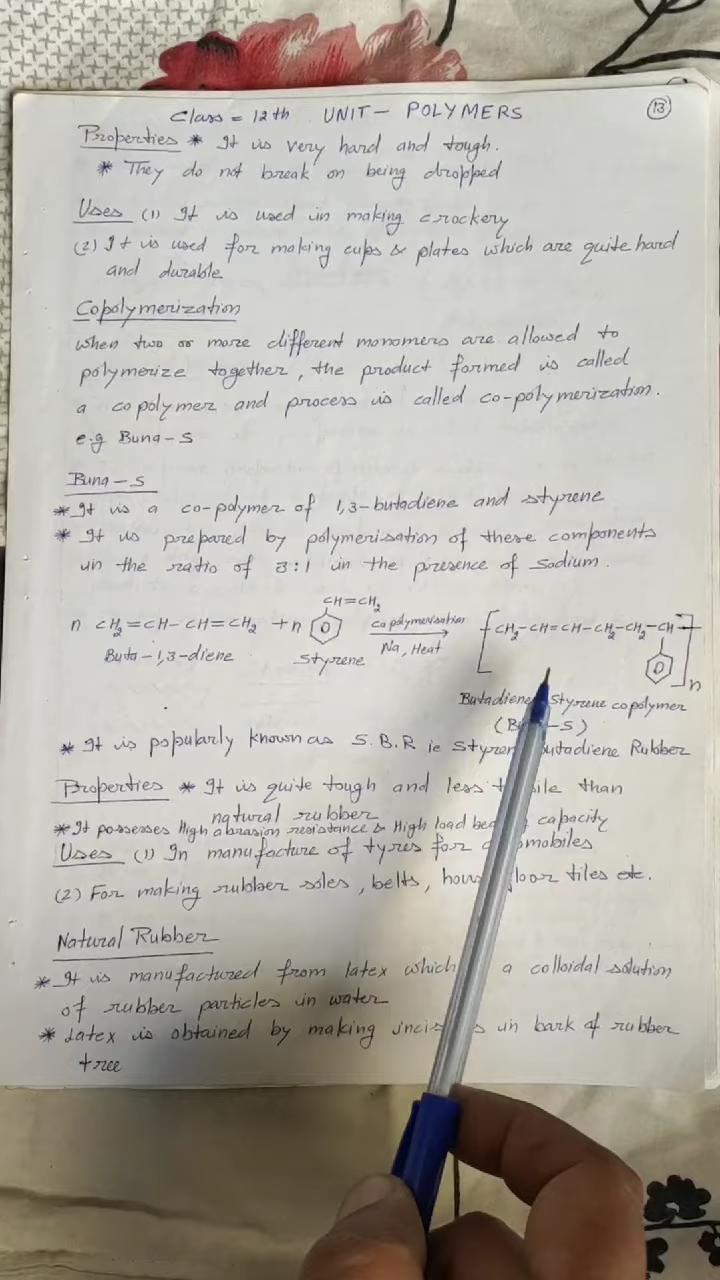 Class = 12th UNIT - POLYMERS
13
Properties * It is very hard and tough.
* They do not break on being dropped
Uses (1) It is used in making crockery
(2) It is used for making cups & plates which are quite hard
and durable
Copolymerization
when two or more different monomers are allowed to
polymerize together, the product formed is called
a copolymer and process is called co-polymerization.
e.g Buna-S
Buna-S
* It is a co-polymer of 1,3-butadiene and styrene
* It is prepared by polymerisation of these components
in the ratio of 3:1 in the presence of Sodium.
CH=CH2
n CH2=CH-CH=CH2 + n
Copolymerisation
Na, Heat
[CH2-CH=CH-CH2-CH2-CH]n
Buta-1,3-diene
Styrene
Butadiene Styrene copolymer
* It is popularly known as S.B.R ie Butadiene Rubber
Properties * It is quite tough and less than
natural rubber
* It possesses High abrasion resistance & High load capacity
Uses (1) In manufacture of tyres for
(2) For making rubber soles, belts, tiles etc.
Natural Rubber
* It is manufactured from latex which a colloidal solution
of rubber particles in water
* Latex is obtained by making in bark of rubber
tree